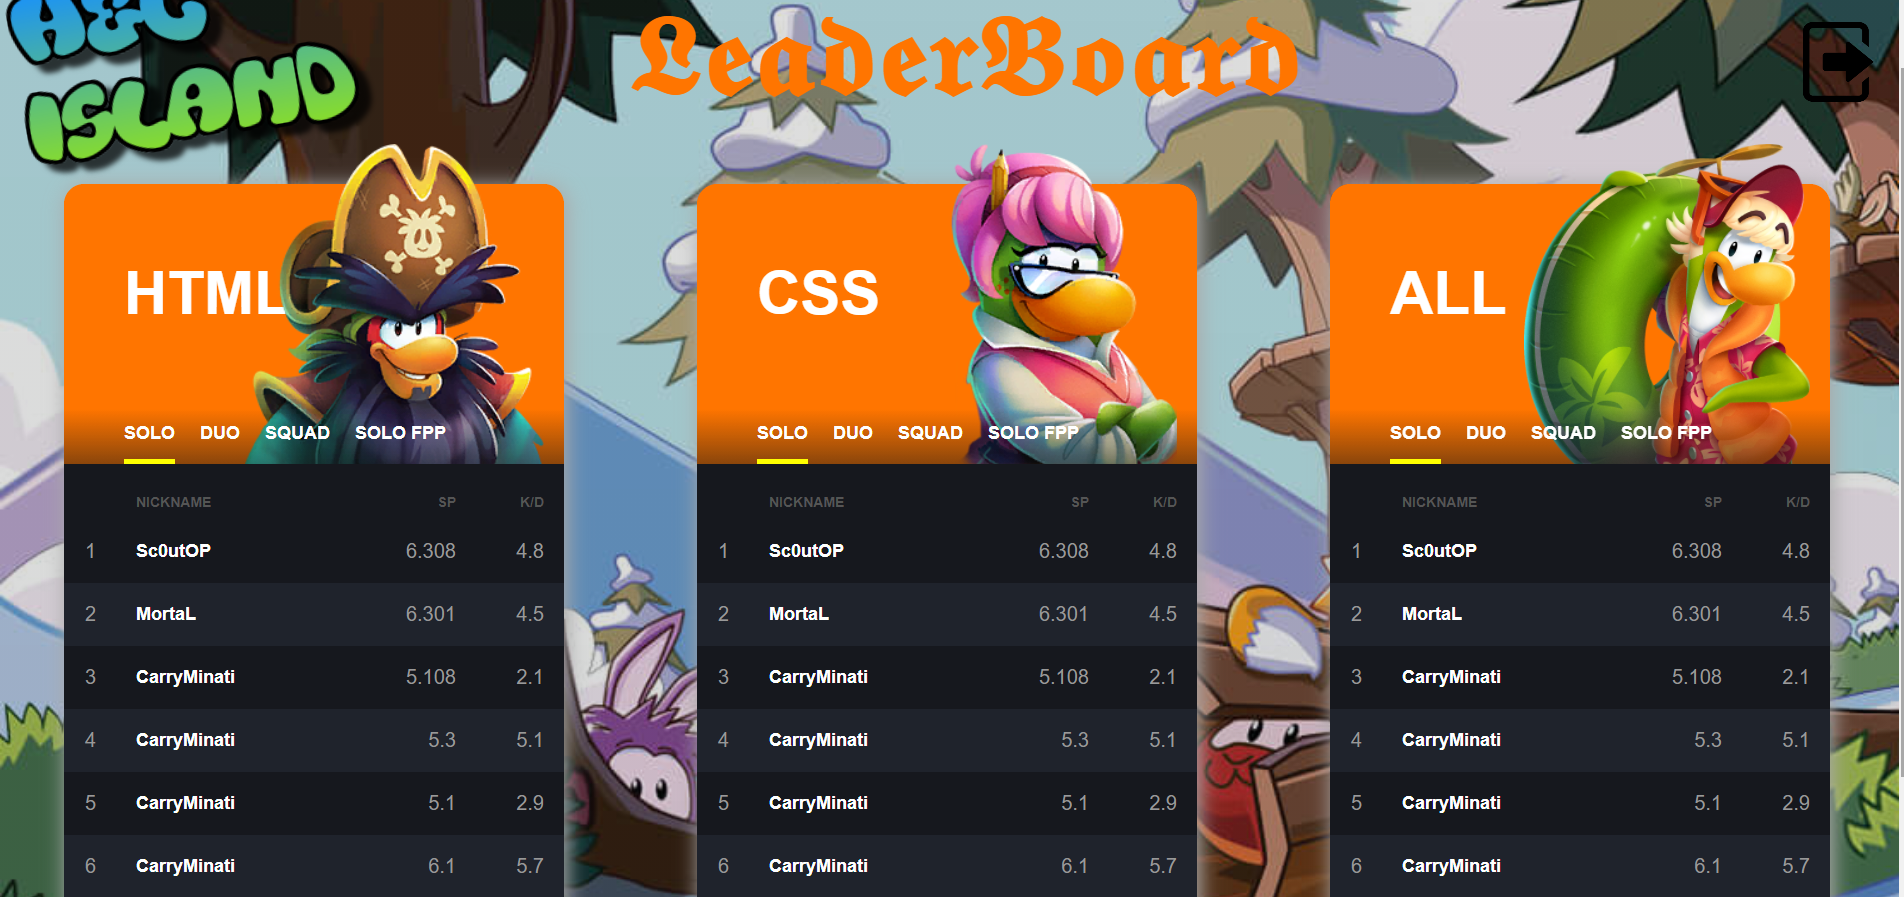 H&C
ISLAND
LeaderBoard
HTML
SOLO DUO SQUAD SOLO FPP
NICKNAME SP K/D
1 Sc0utOP 6.308 4.8
2 MortaL 6.301 4.5
3 CarryMinati 5.108 2.1
4 CarryMinati 5.3 5.1
5 CarryMinati 5.1 2.9
6 CarryMinati 6.1 5.7
CSS
SOLO DUO SQUAD SOLO FPP
NICKNAME SP K/D
1 Sc0utOP 6.308 4.8
2 MortaL 6.301 4.5
3 CarryMinati 5.108 2.1
4 CarryMinati 5.3 5.1
5 CarryMinati 5.1 2.9
6 CarryMinati 6.1 5.7
ALL
SOLO DUO SQUAD SOLO FPP
NICKNAME SP K/D
1 Sc0utOP 6.308 4.8
2 MortaL 6.301 4.5
3 CarryMinati 5.108 2.1
4 CarryMinati 5.3 5.1
5 CarryMinati 5.1 2.9
6 CarryMinati 6.1 5.7